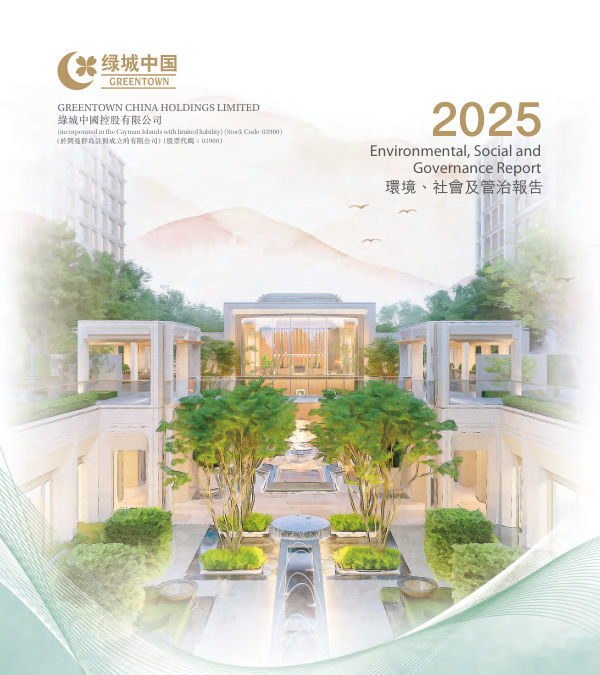 绿城中国
GREENTOWN
GREENTOWN CHINA HOLDINGS LIMITED
綠城中國控股有限公司
(incorporated in the Cayman Islands with limited liability) (Stock Code: 03900)
(於開曼群島註冊成立的有限公司) (股票代碼：03900)
2025
Environmental, Social and
Governance Report
環境、社會及管治報告